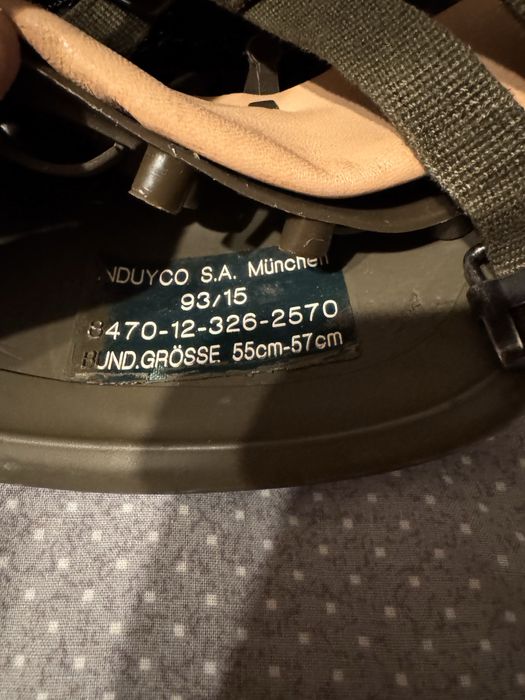 NDUYCO S.A. München
93/15
8470-12-326-2570
BUND.GRÖSSE 55cm-57cm